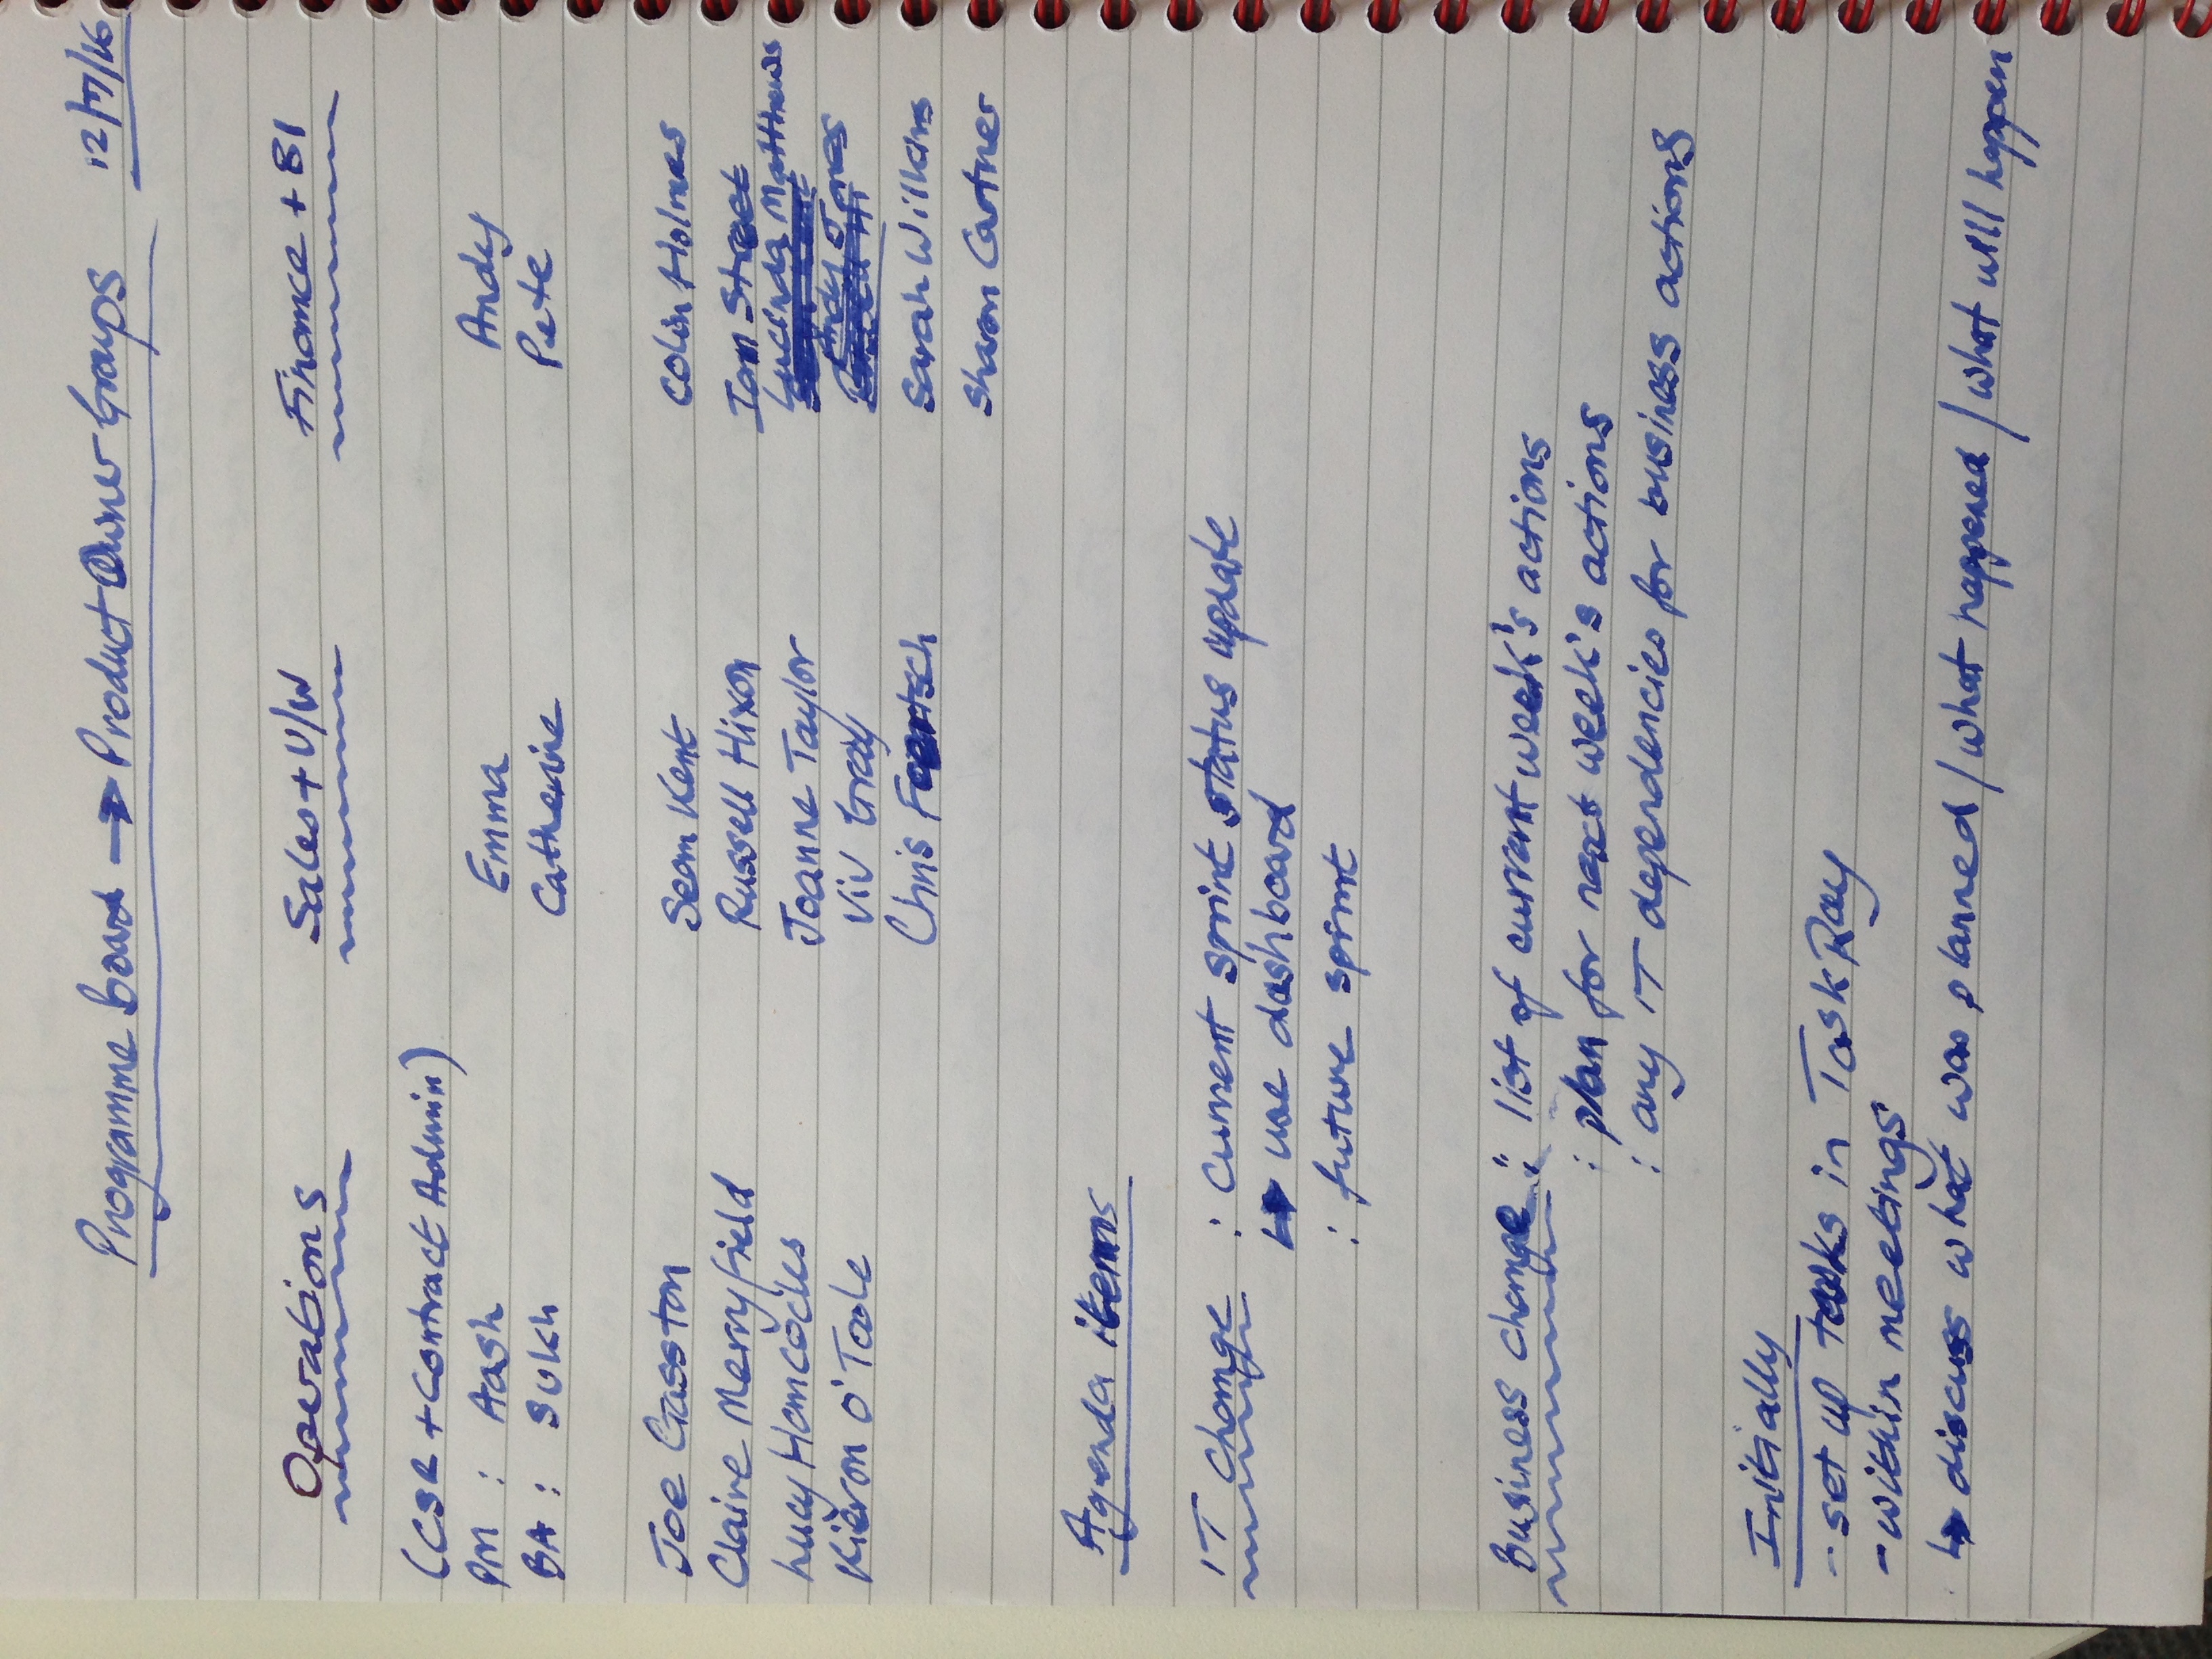 Programme board → Product Owner Groups 12/7/16
Operations Sales + U/W Finance + BI
(CSR + Contract Admin)
PM : Aash Emma Andy
BA : Sukh Catherine Pete
Joe Gasston Sean Kent Colin Holmes
Claire Merryfield Russell Hixon Ian Street
Lucinda Matthews
Lucy Hancocks Joanne Taylor
Andy Jones
Kieron O'Toole Viv Gray
Chris Sarah Wilkins
Sharon Cartner
Agenda items
IT change : current sprint status update
↳ use dashboard
: future sprint
Business change : list of current week's actions
: plan for next week's actions
: any IT dependencies for business actions
Initially
- set up tasks in TaskRay
- within meetings
↳ discuss what was planned / what happened / what will happen